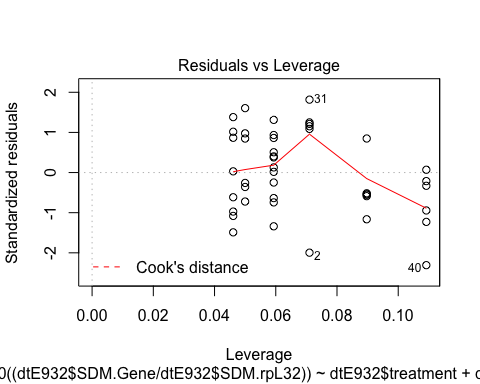 Residuals vs Leverage
Standardized residuals
2
1
0
-1
-2
31
2
40
Cook's distance
0.00 0.02 0.04 0.06 0.08 0.10
Leverage
0((dtE932$SDM.Gene/dtE932$SDM.rpL32)) ~ dtE932$treatment + c